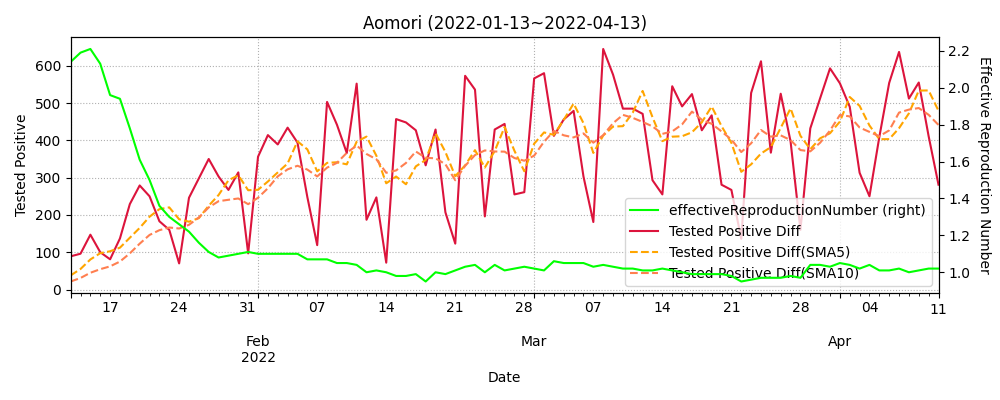 Aomori (2022-01-13~2022-04-13)
Tested Positive
600
500
400
300
200
100
0
2.2
2.0
1.8
1.6
1.4
1.2
1.0
Effective Reproduction Number
effectiveReproductionNumber (right)
Tested Positive Diff
Tested Positive Diff(SMA5)
Tested Positive Diff(SMA10)
17 24 31 07 14 21 28 07 14 21 28 04 11
Feb Mar Apr
2022
Date